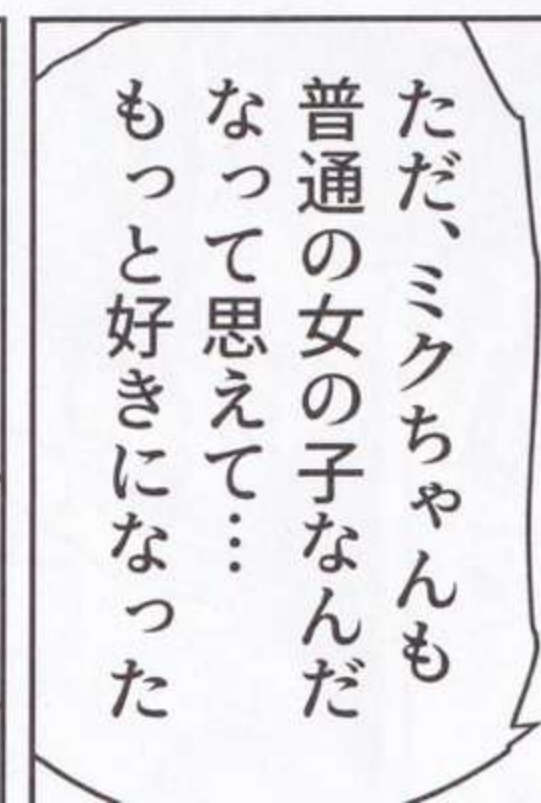 ただ、ミクちゃんも
普通の女の子なんだ
なって思えて…
もっと好きになった